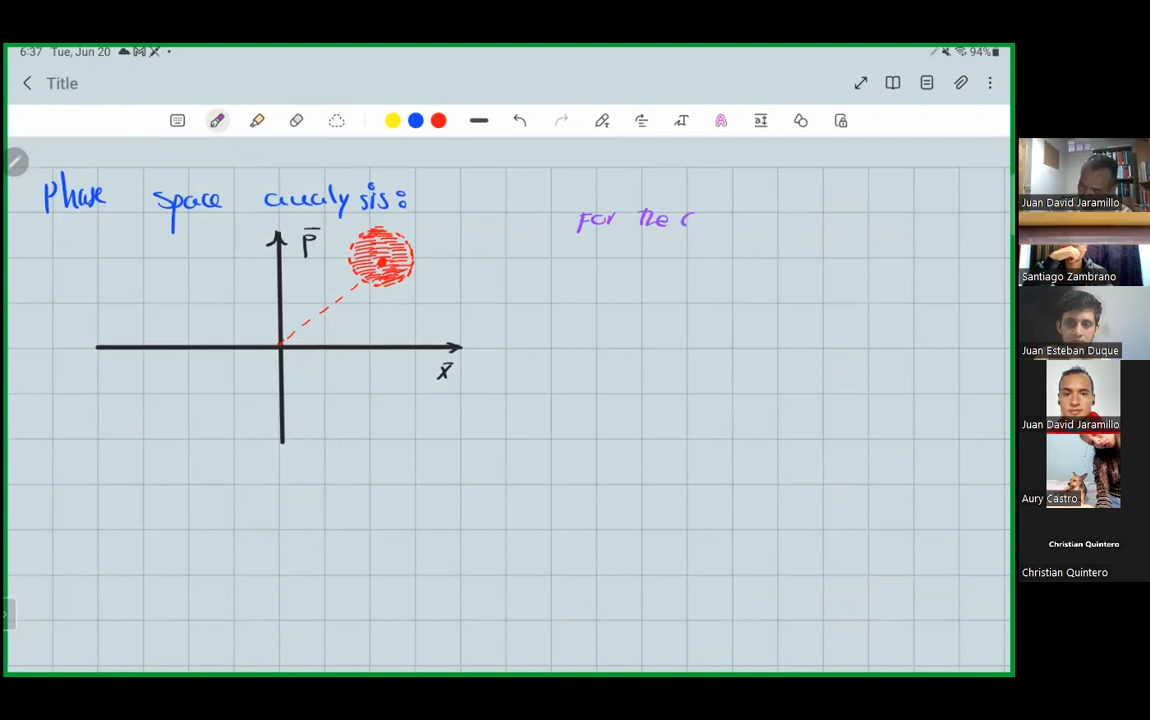 6:37 Tue, Jun 20
94%
Title
Phase space analysis:
For the c
p̄
x̄
Juan David Jaramillo
Santiago Zambrano
Juan Esteban Duque
Juan David Jaramillo
Aury Castro
Christian Quintero
Christian Quintero